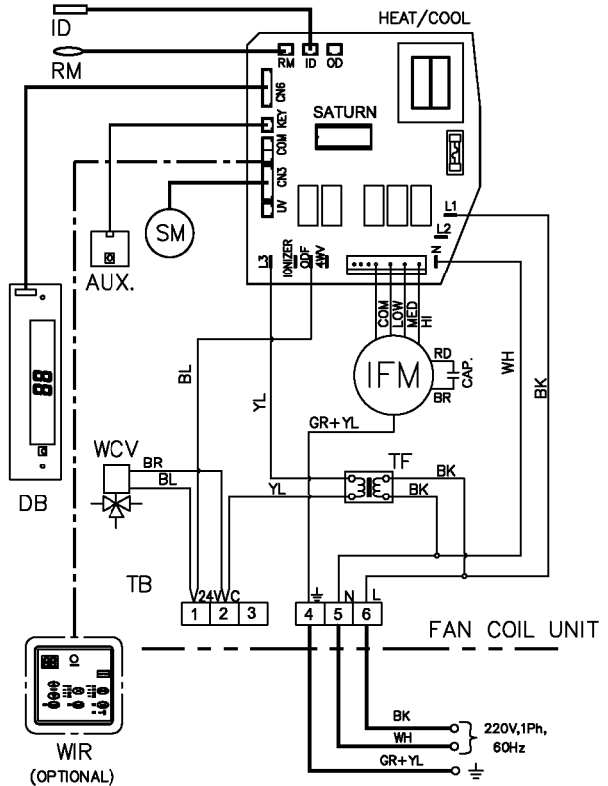 ID
HEAT/COOL
RM
RM ID OD
CN6
SATURN
KEY
COM
CN3
UV
SM
L1
L2
N
AUX.
L3
IONIZER
ODF
4WV
COM
LOW
MED
HI
88
IFM
RD
CAP.
BR
WH
BK
BL
YL
GR+YL
WCV
BR
BL
TF
BK
BK
YL
DB
TB
24V C
N L
1 2 3
4 5 6
FAN COIL UNIT
BK
WH
GR+YL
220V,1Ph,
60Hz
WIR
(OPTIONAL)